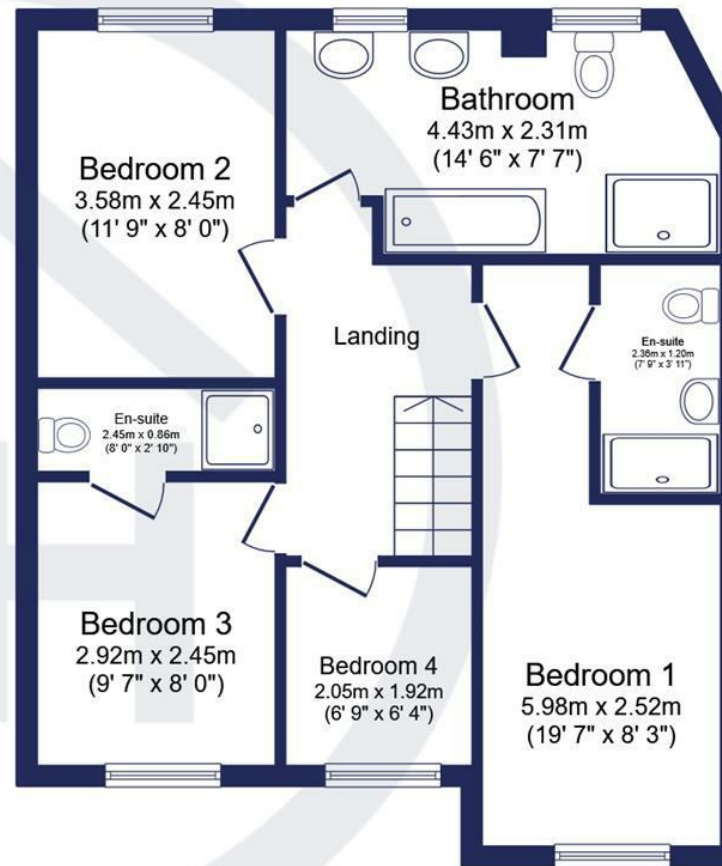 Bathroom
4.43m x 2.31m
(14' 6" x 7' 7")
Bedroom 2
3.58m x 2.45m
(11' 9" x 8' 0")
Landing
En-suite
2.36m x 1.20m
(7' 9" x 3' 11")
En-suite
2.45m x 0.86m
(8' 0" x 2' 10")
Bedroom 3
2.92m x 2.45m
(9' 7" x 8' 0")
Bedroom 4
2.05m x 1.92m
(6' 9" x 6' 4")
Bedroom 1
5.98m x 2.52m
(19' 7" x 8' 3")